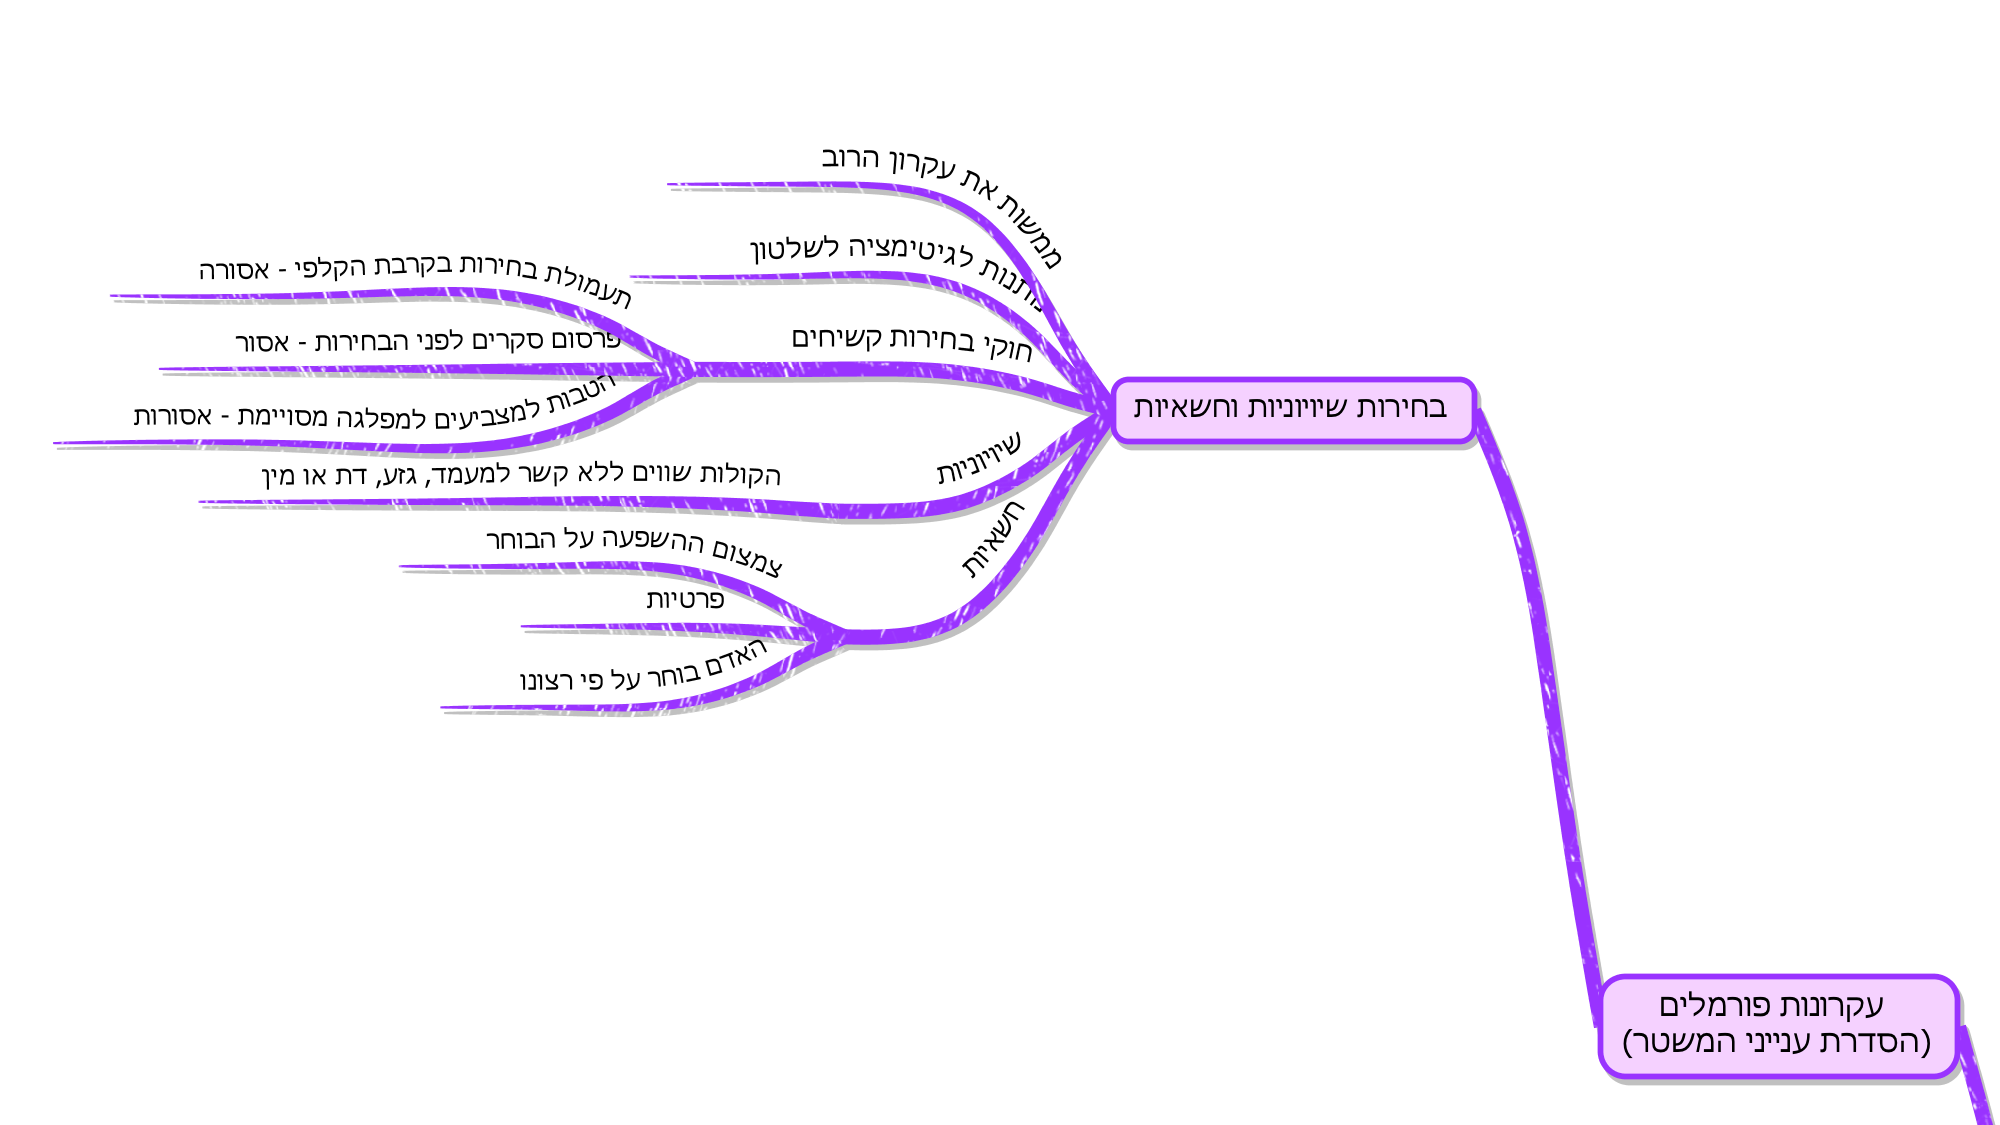 ממשות את עקרון הרוב
נותנות לגיטימציה לשלטון
חוקי בחירות קשיחים
תעמולת בחירות בקרבת הקלפי - אסורה
פרסום סקרים לפני הבחירות - אסור
הטבות למצביעים למפלגה מסויימת - אסורות
בחירות שיוויוניות וחשאיות
שיויוניות
הקולות שווים ללא קשר למעמד, גזע, דת או מין
חשאיות
צמצום ההשפעה על הבוחר
פרטיות
האדם בוחר על פי רצונו
עקרונות פורמלים
(הסדרת ענייני המשטר)